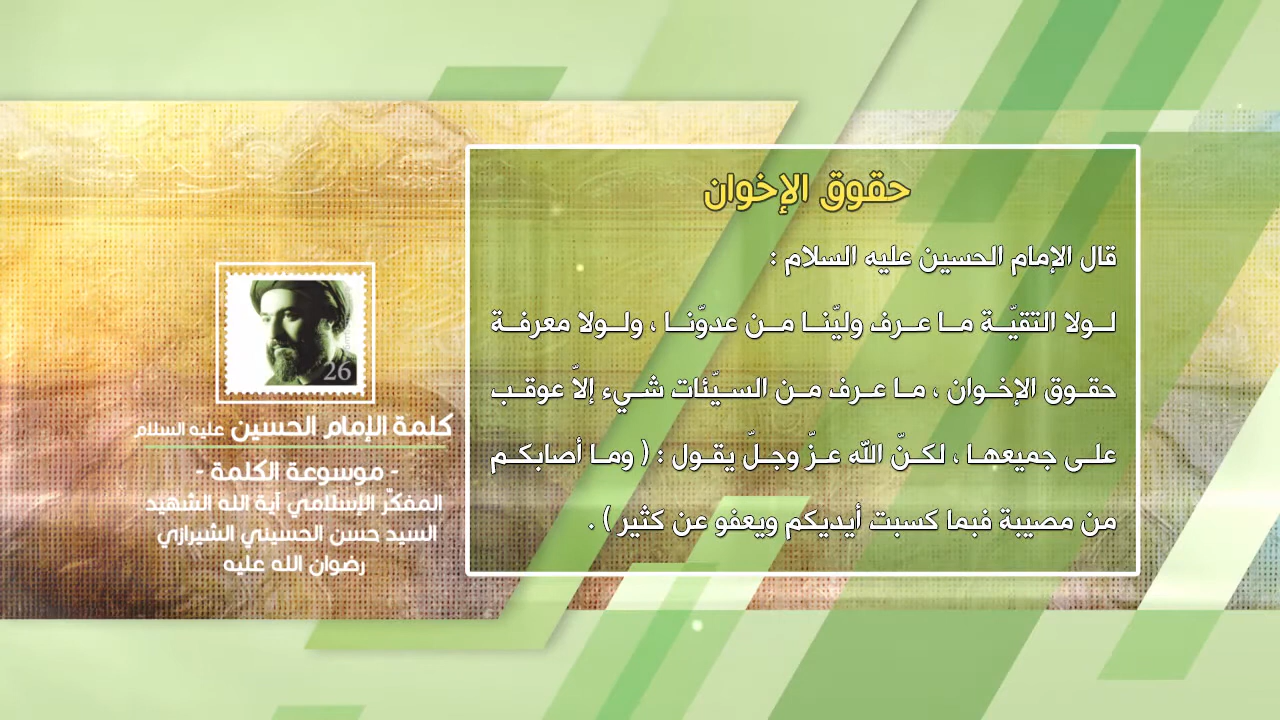 حقوق الإخوان
قال الإمام الحسين عليه السلام :
لـولا التقيّـة مـا عـرف وليّنـا مـن عدوّنـا ، ولـولا معرفـة
حقـوق الإخـوان ، مـا عـرف مـن السـيّئات شـيء إلاّ عوقـب
علـى جميعهـا ، لكـنّ الله عـزّ وجـلّ يقـول : ( ومـا أصابكـم
من مصيبة فبما كسبت أيديكم ويعفو عن كثير ) .
26
كلمة الإمام الحسين عليه السلام
- موسوعة الكلمة -
المفكّر الإسلامي آية الله الشهيد
السيد حسن الحسيني الشيرازي
رضوان الله عليه